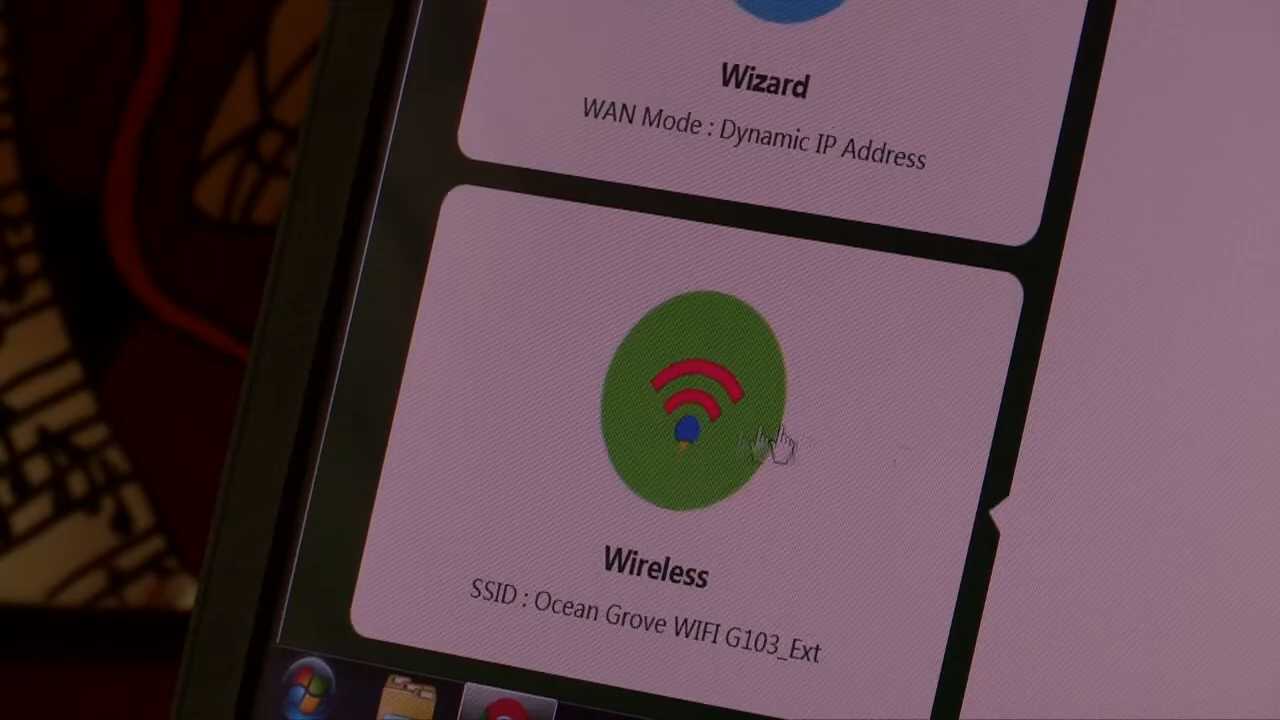 Wizard
WAN Mode : Dynamic IP Address
Wireless
SSID : Ocean Grove WIFI G103_Ext